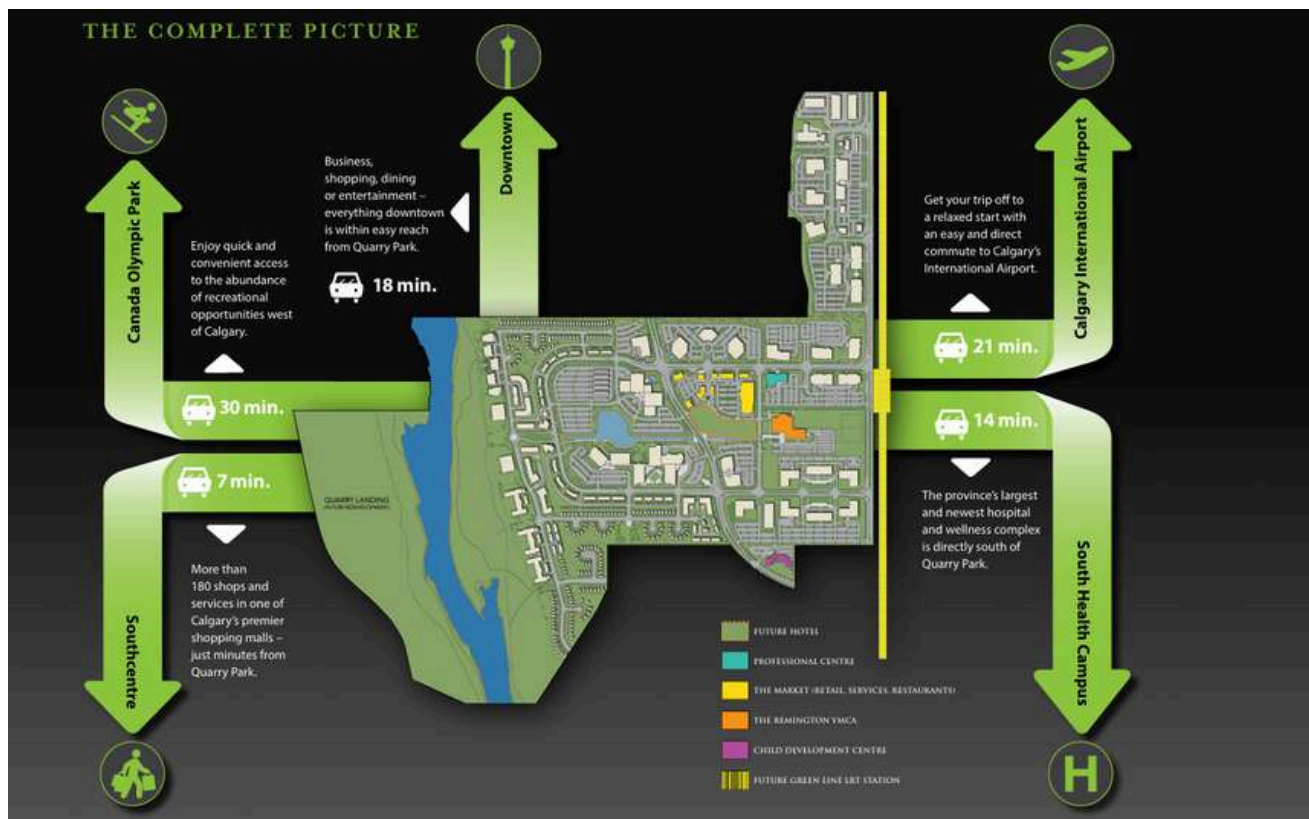 THE COMPLETE PICTURE
Canada Olympic Park
Enjoy quick and
convenient access
to the abundance
of recreational
opportunities west
of Calgary.
30 min.
Business,
shopping, dining
or entertainment –
everything downtown
is within easy reach
from Quarry Park.
18 min.
Downtown
Get your trip off to
a relaxed start with
an easy and direct
commute to Calgary's
International Airport.
21 min.
Calgary International Airport
7 min.
More than
180 shops and
services in one of
Calgary's premier
shopping malls –
just minutes from
Quarry Park.
Southcentre
QUARRY LANDING
FUTURE REDEVELOPMENT
14 min.
The province's largest
and newest hospital
and wellness complex
is directly south of
Quarry Park.
South Health Campus
H
FUTURE HOTEL
PROFESSIONAL CENTRE
THE MARKET (RETAIL, SERVICES, RESTAURANTS)
THE REMINGTON YMCA
CHILD DEVELOPMENT CENTRE
FUTURE GREEN LINE LRT STATION